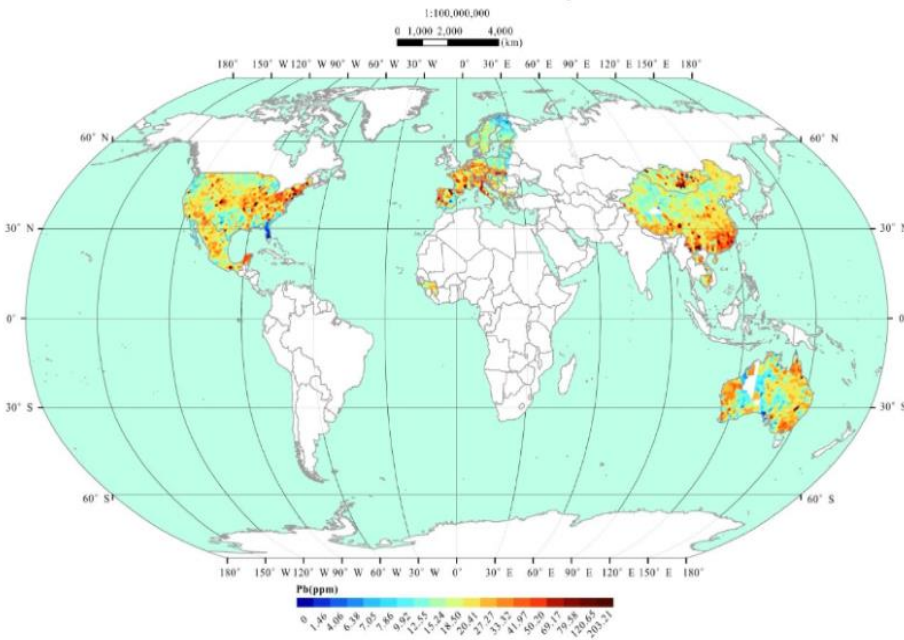 1:100,000,000
0 1,000 2,000 4,000
(km)
180° 150° W 120° W 90° W 60° W 30° W 0° 30° E 60° E 90° E 120° E 150° E 180°
60° N 60° N
30° N 30° N
0° 0
30° S 30° S
60° S 60° S
180° 150° W 120° W 90° W 60° W 30° W 0° 30° E 60° E 90° E 120° E 150° E 180°
Pb(ppm)
0 1.46 4.06 6.38 7.05 7.86 9.92 12.55 15.24 18.50 20.41 27.27 33.32 41.97 50.20 69.17 79.58 120.65 203.21